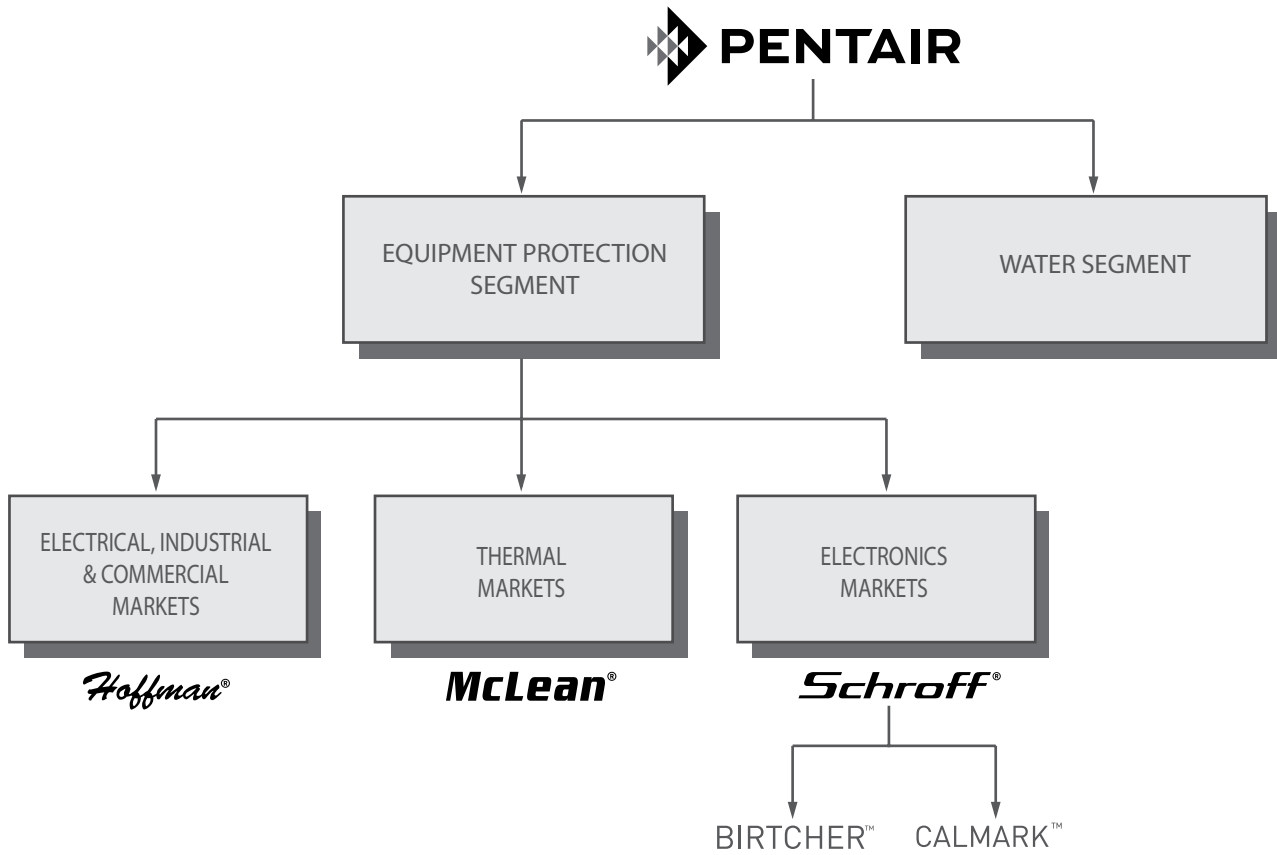 PENTAIR
EQUIPMENT PROTECTION
SEGMENT
WATER SEGMENT
ELECTRICAL, INDUSTRIAL
& COMMERCIAL
MARKETS
THERMAL
MARKETS
ELECTRONICS
MARKETS
Hoffman®
McLean®
Schroff®
BIRTCHER™
CALMARK™